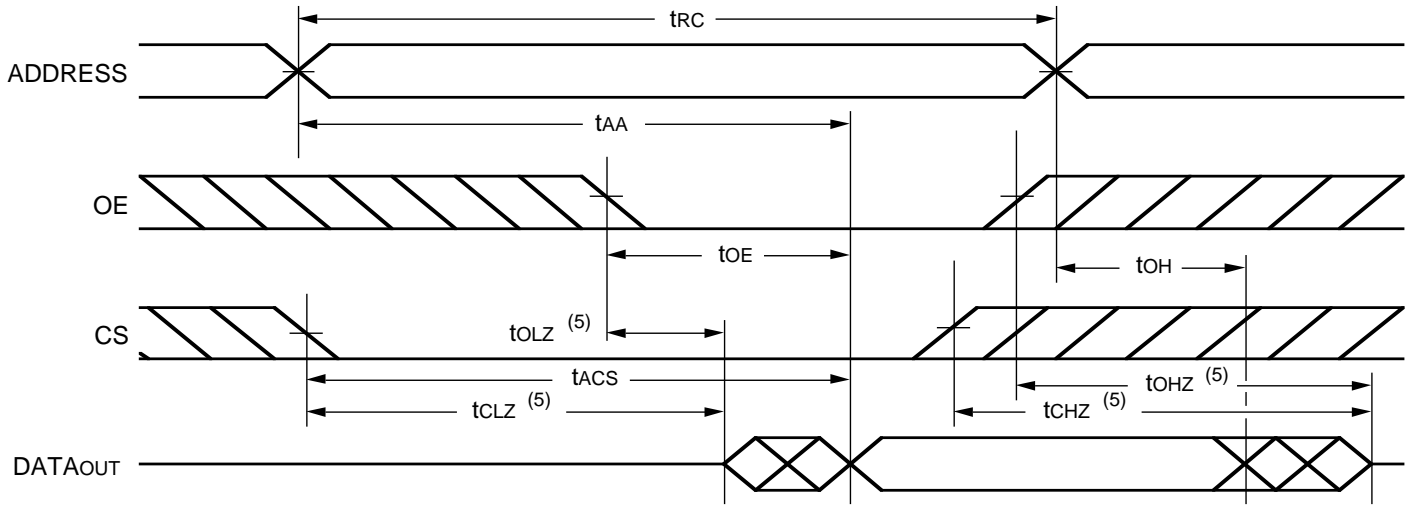 tRC
ADDRESS
tAA
OE
tOE
tOH
CS
tOLZ (5)
tACS
tOHZ (5)
tCLZ (5)
tCHZ (5)
DATAOUT